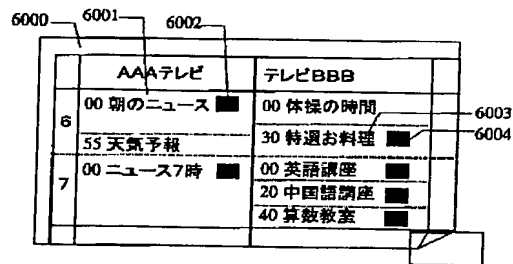 6000
6001
6002
AAAテレビ
テレビBBB
6
00 朝のニュース
00 体操の時間
6003
30 特選お料理
6004
55 天気予報
7
00 ニュース7時
00 英語講座
20 中国語講座
40 算数教室